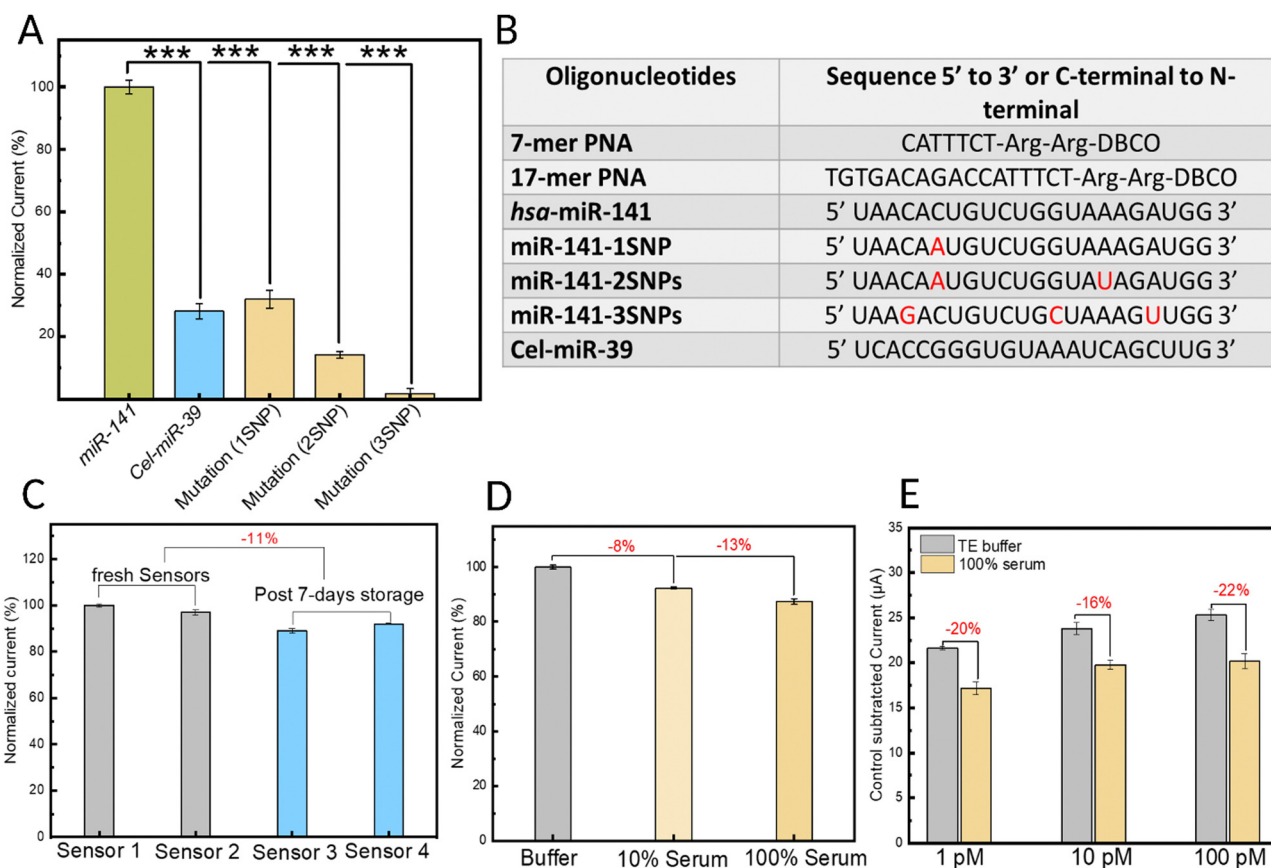 A
*** *** *** ***
Normalized Current (%)
100
80
60
40
20
miR-141
Cel-miR-39
Mutation (1SNP)
Mutation (2SNP)
Mutation (3SNP)
B
Oligonucleotides
Sequence 5' to 3' or C-terminal to N-
terminal
7-mer PNA
CATTTCT-Arg-Arg-DBCO
17-mer PNA
TGTGACAGACCATTTCT-Arg-Arg-DBCO
hsa-miR-141
5' UAACACUGUCUGGUAAAGAUGG 3'
miR-141-1SNP
5' UAACAAUGUCUGGUAAAGAUGG 3'
miR-141-2SNPs
5' UAACAAUGUCUGGUAUAGAUGG 3'
miR-141-3SNPs
5' UAAGACUGUCUGCUAAAGUUGG 3'
Cel-miR-39
5' UCACCGGGUGUAAAUCAGCUUG 3'
C
Normalized current (%)
120
100
80
60
40
20
0
-11%
fresh Sensors
Post 7-days storage
Sensor 1 Sensor 2 Sensor 3 Sensor 4
D
Normalized Current (%)
100
80
60
40
20
0
-8%
-13%
Buffer 10% Serum 100% Serum
E
Control subtratcted Current (µA)
35
30
25
20
15
10
5
0
TE buffer
100% serum
-20%
-16%
-22%
1 pM 10 pM 100 pM